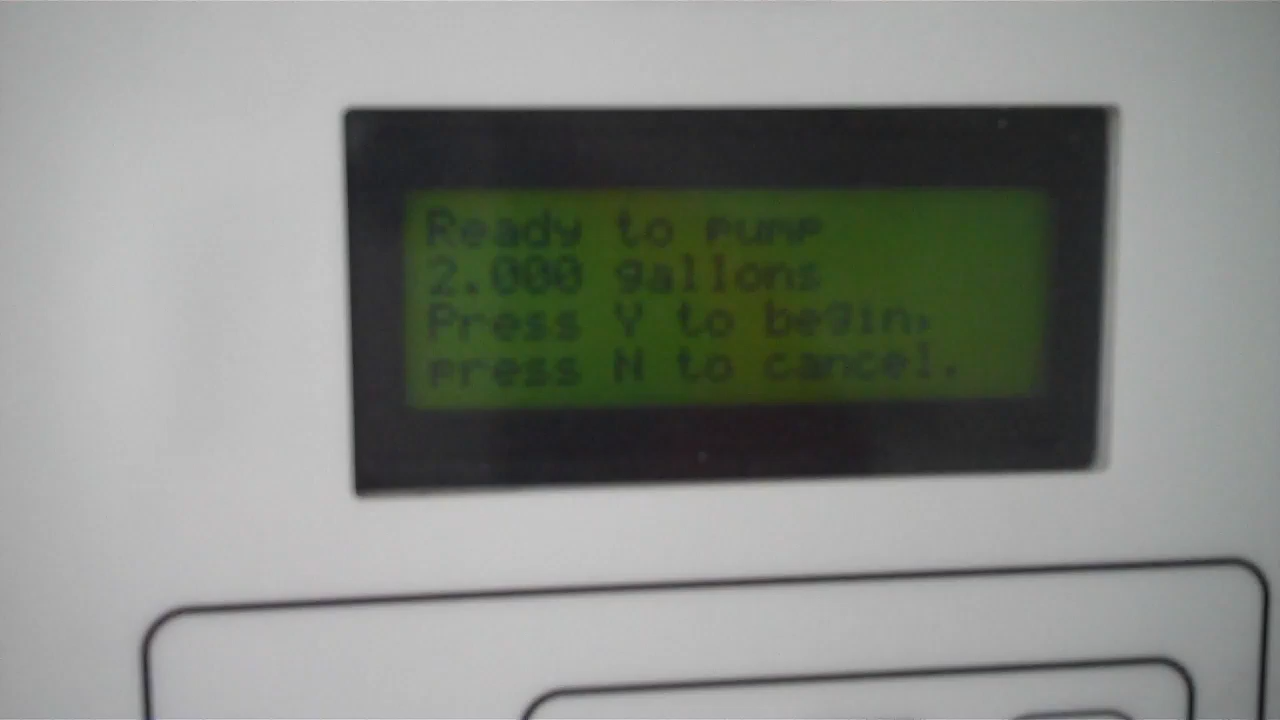 Ready to pump
2.000 gallons
Press Y to begin,
press N to cancel.